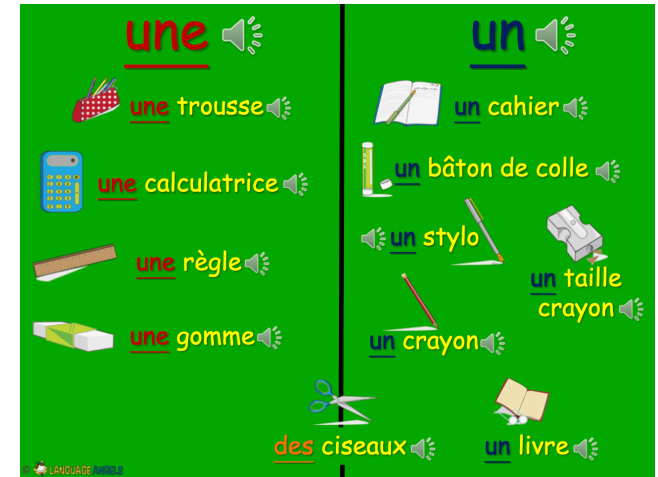 une
un
une trousse
un cahier
une calculatrice
un bâton de colle
un stylo
une règle
un taille
crayon
une gomme
un crayon
des ciseaux
un livre
© LANGUAGE ANGELS